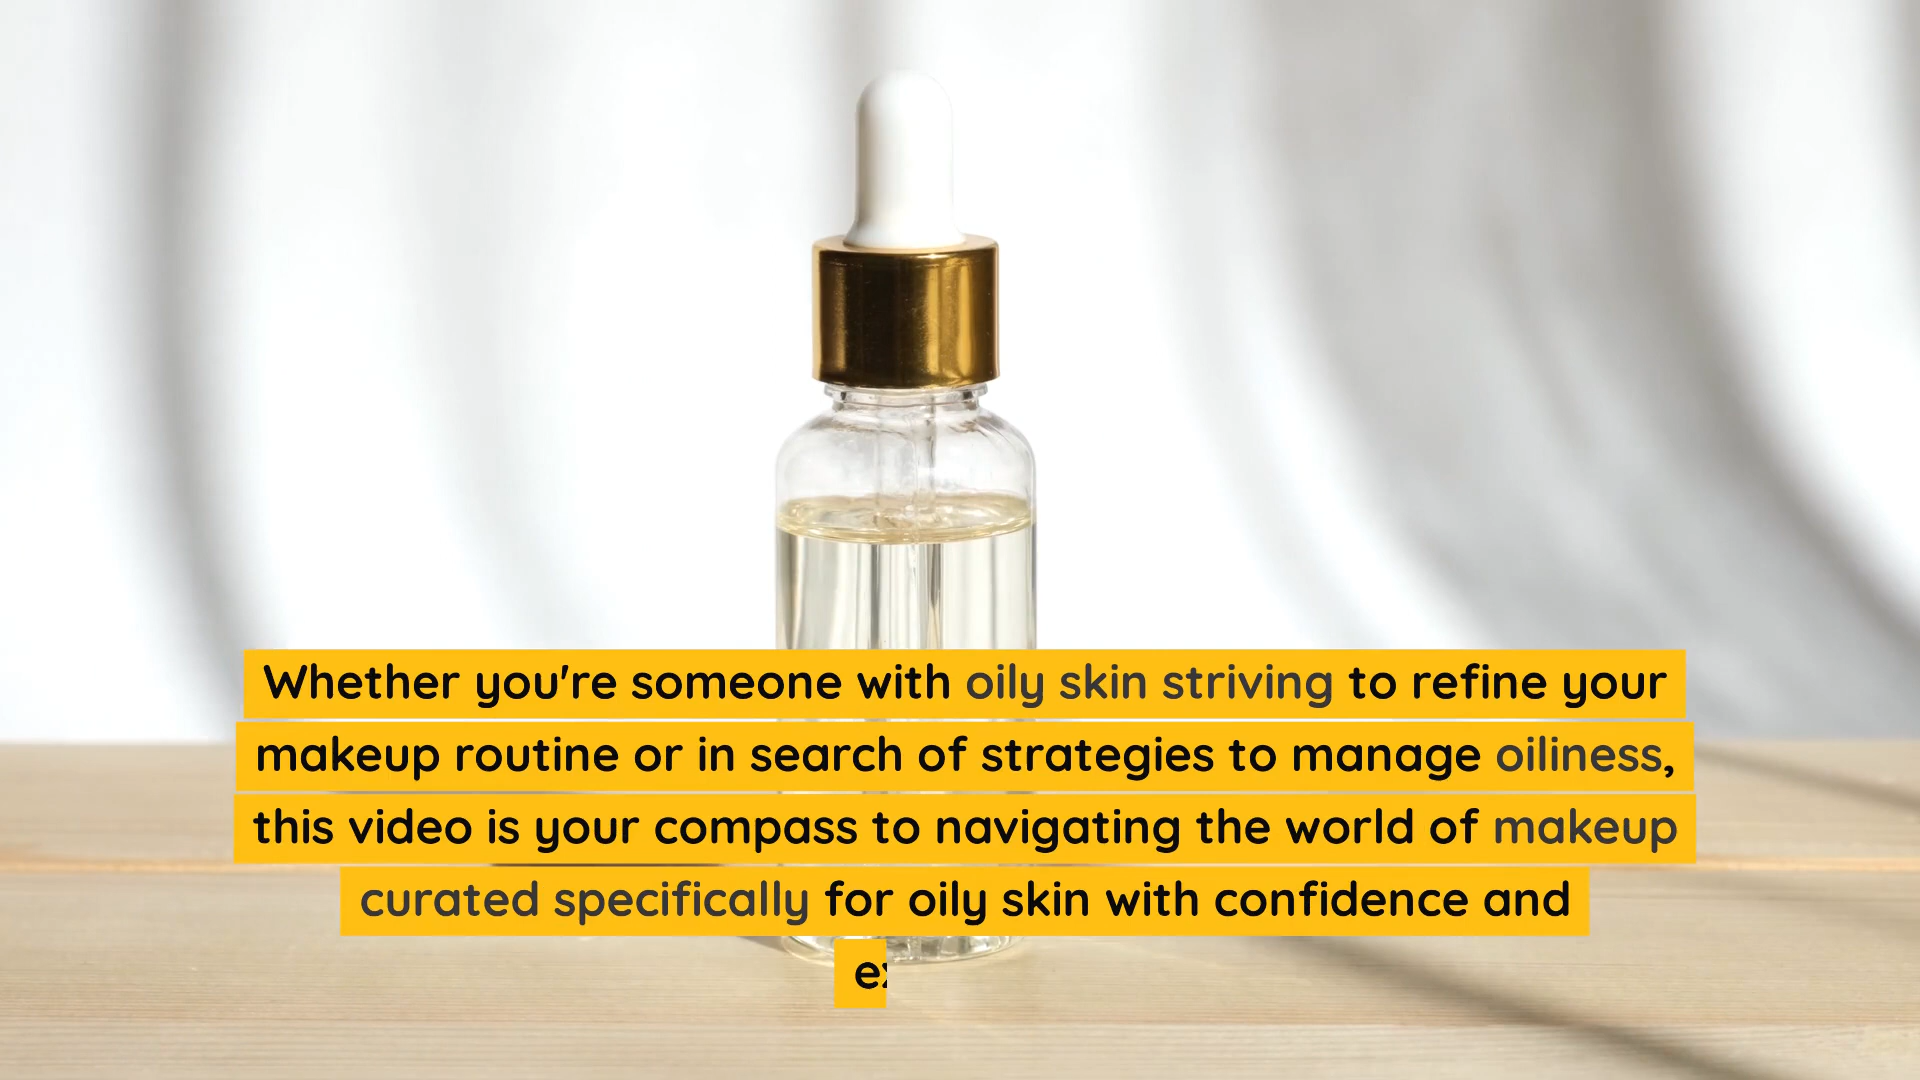 Whether you're someone with oily skin striving to refine your
makeup routine or in search of strategies to manage oiliness,
this video is your compass to navigating the world of makeup
curated specifically for oily skin with confidence and